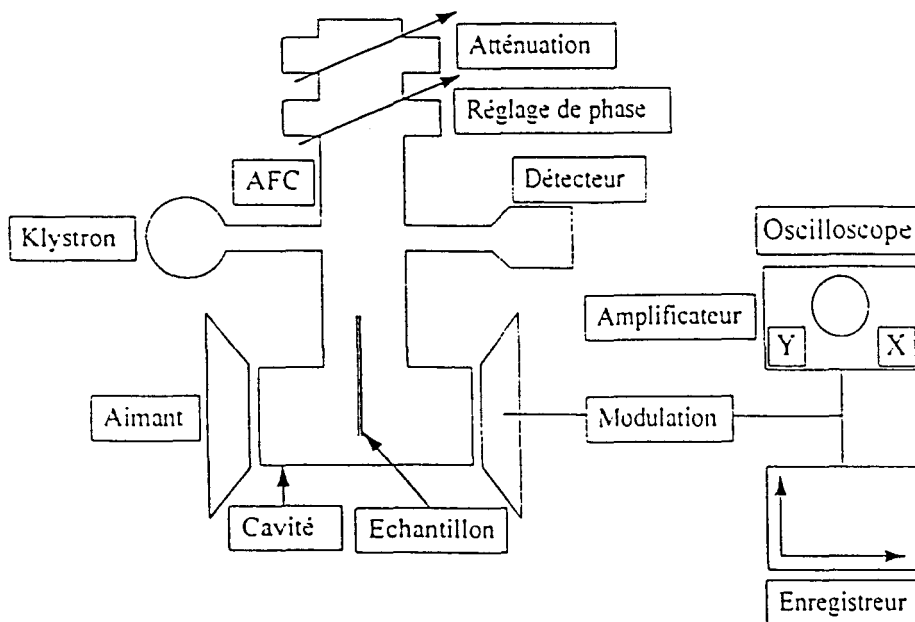 Atténuation
Réglage de phase
AFC
Détecteur
Klystron
Oscilloscope
Amplificateur
Y X
Aimant
Modulation
Cavité
Echantillon
Enregistreur